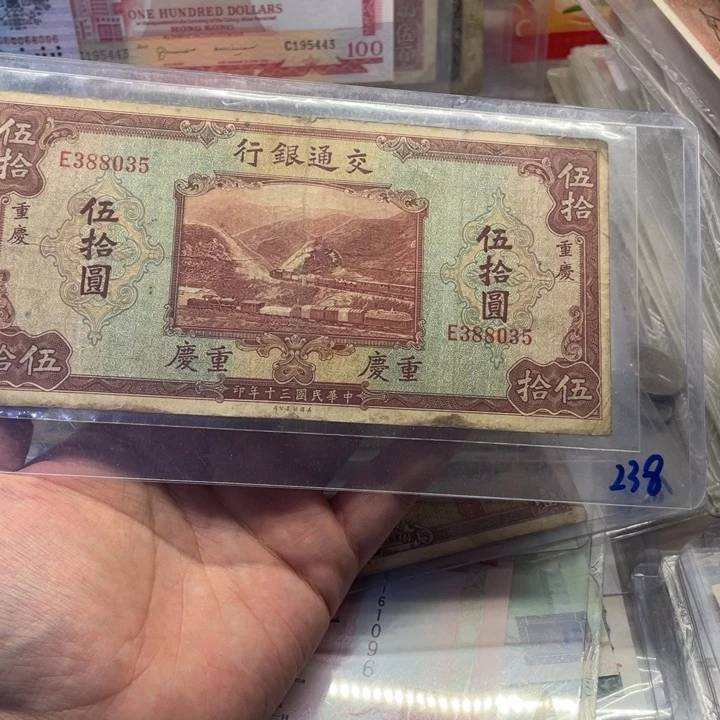 ONE HUNDRED DOLLARS
HONG KONG
195443
C195443
100
伍拾
E388035
交通銀行
伍拾
重慶
伍拾圓
伍拾圓
重慶
E388035
重慶
重慶
伍拾
伍拾
中華民國三十年印
238
161096